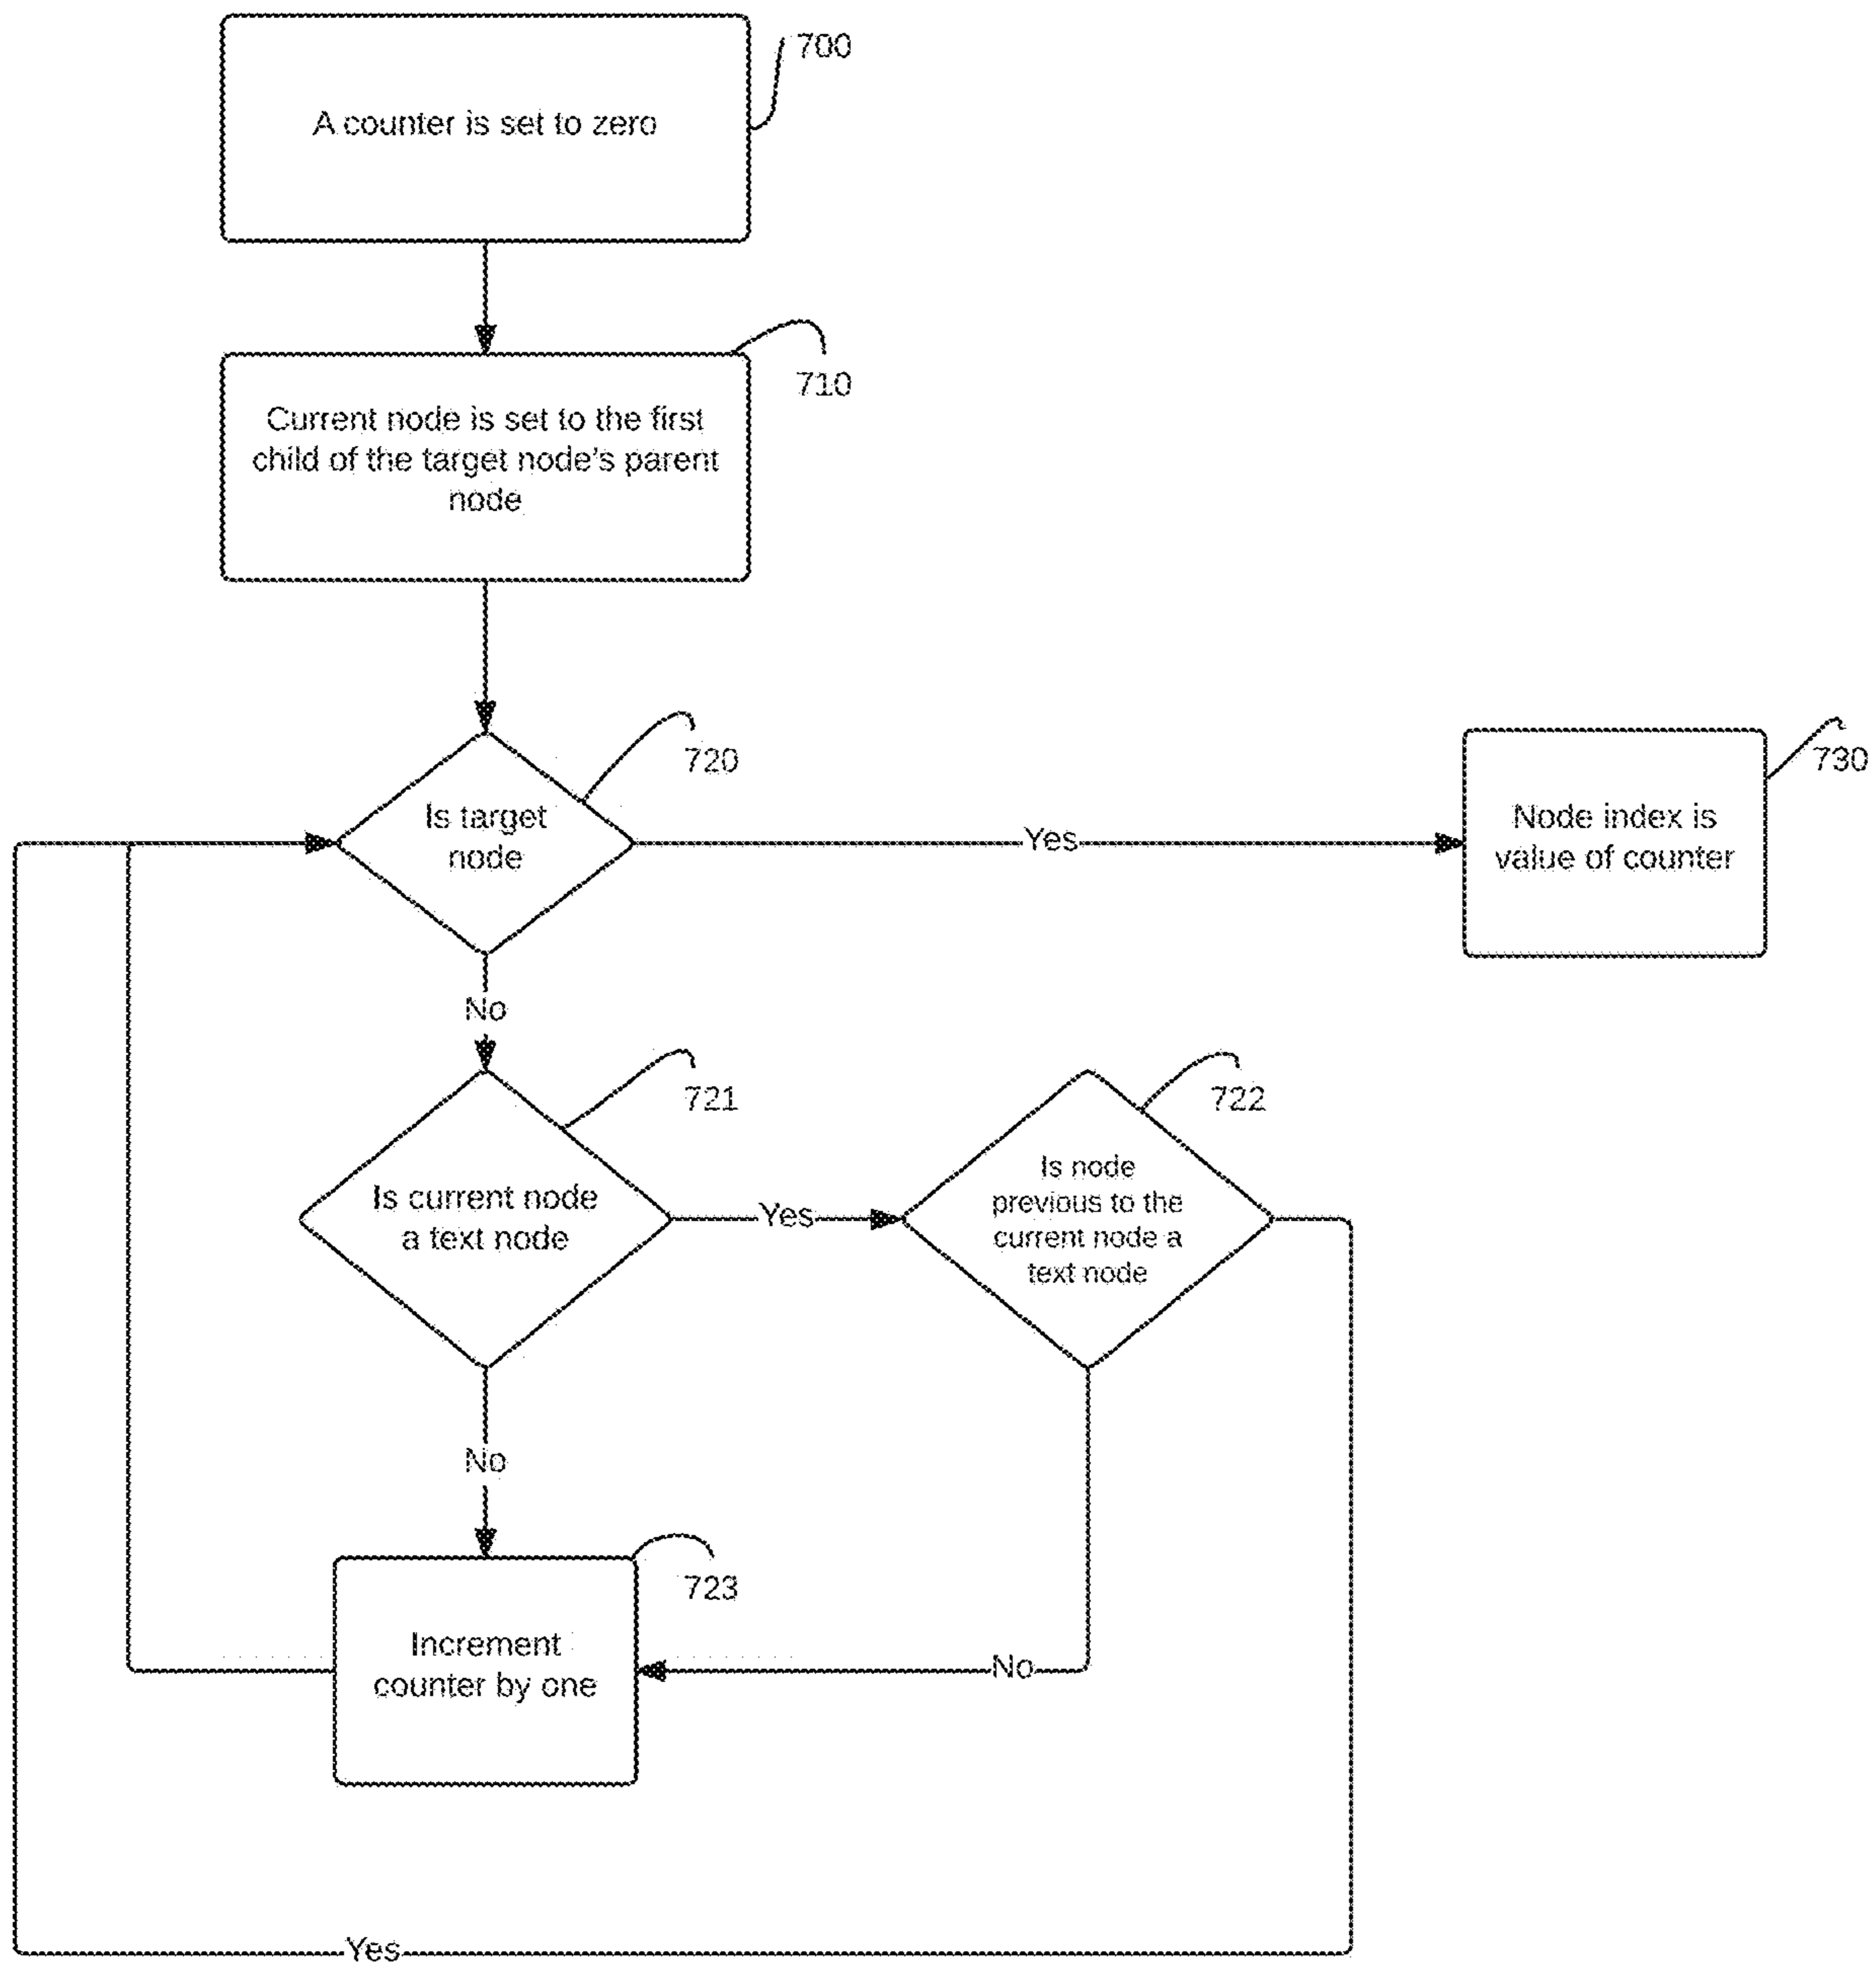 700
A counter is set to zero
710
Current node is set to the first
child of the target node's parent
node
720
730
Is target
node
Yes
Node index is
value of counter
No
721
722
Is current node
a text node
Yes
Is node
previous to the
current node a
text node
No
723
Increment
counter by one
No
Yes